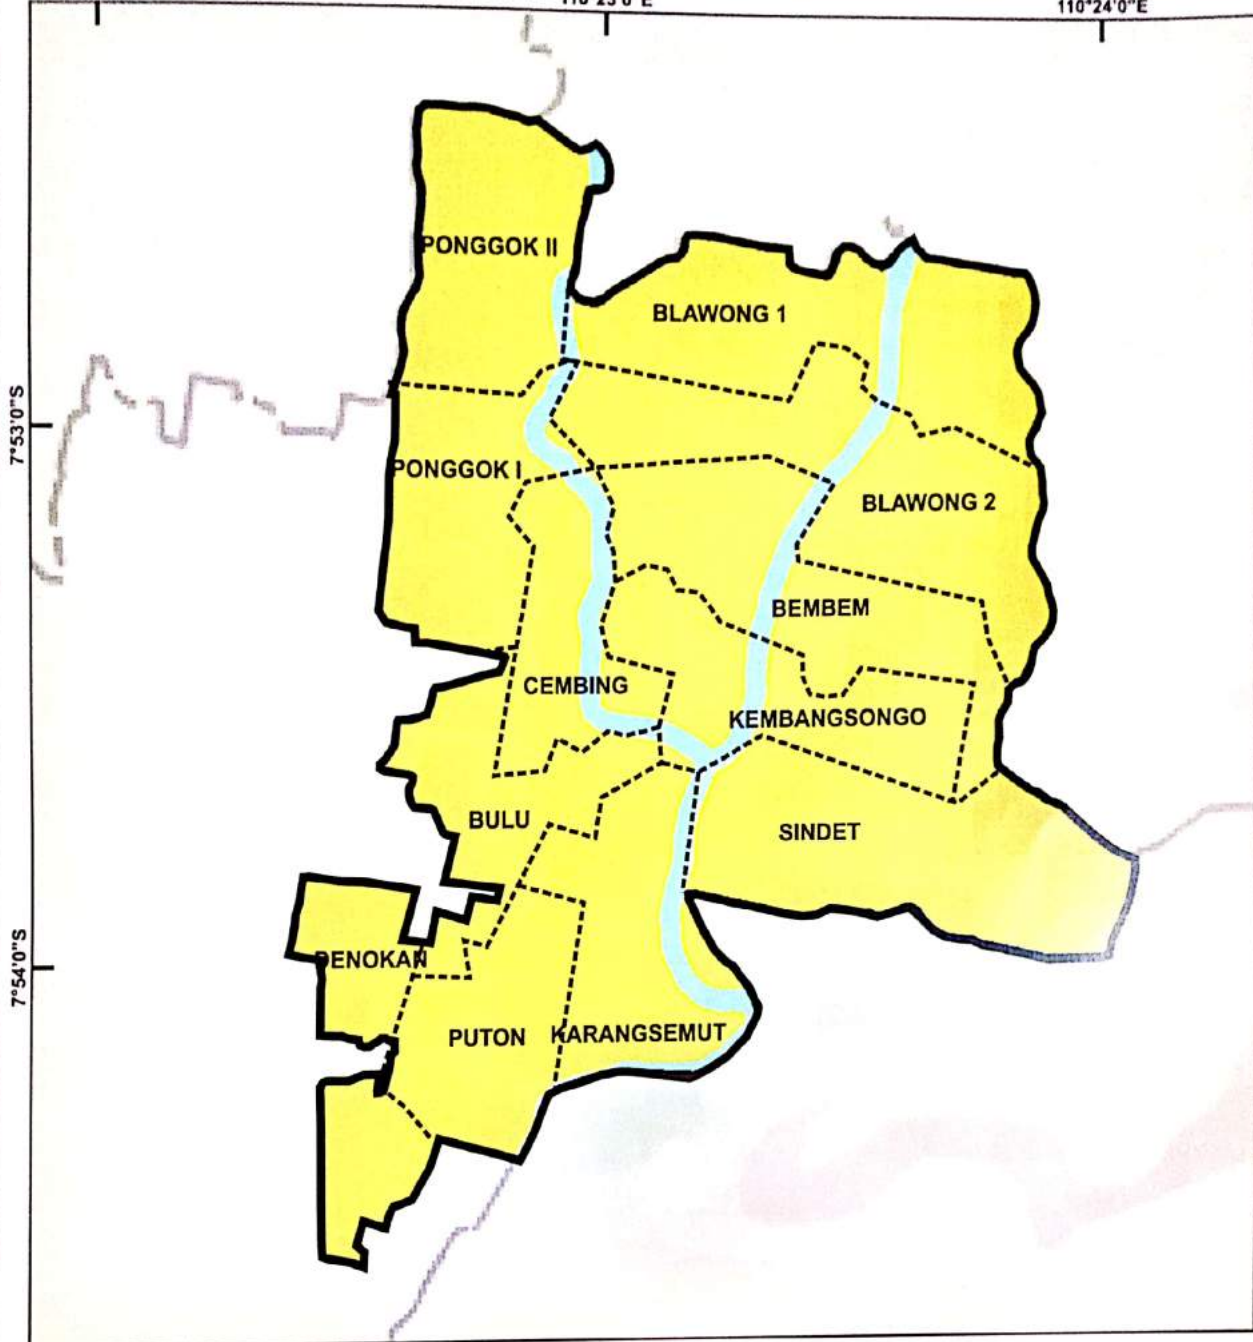 110°24'0"E
PONGGOK II
BLAWONG 1
7°53'0"S
PONGGOK I
BLAWONG 2
BEMBEM
CEMBING
KEMBANGSONGO
BULU
SINDET
DENOKAN
7°54'0"S
PUTON
KARANGSEMUT